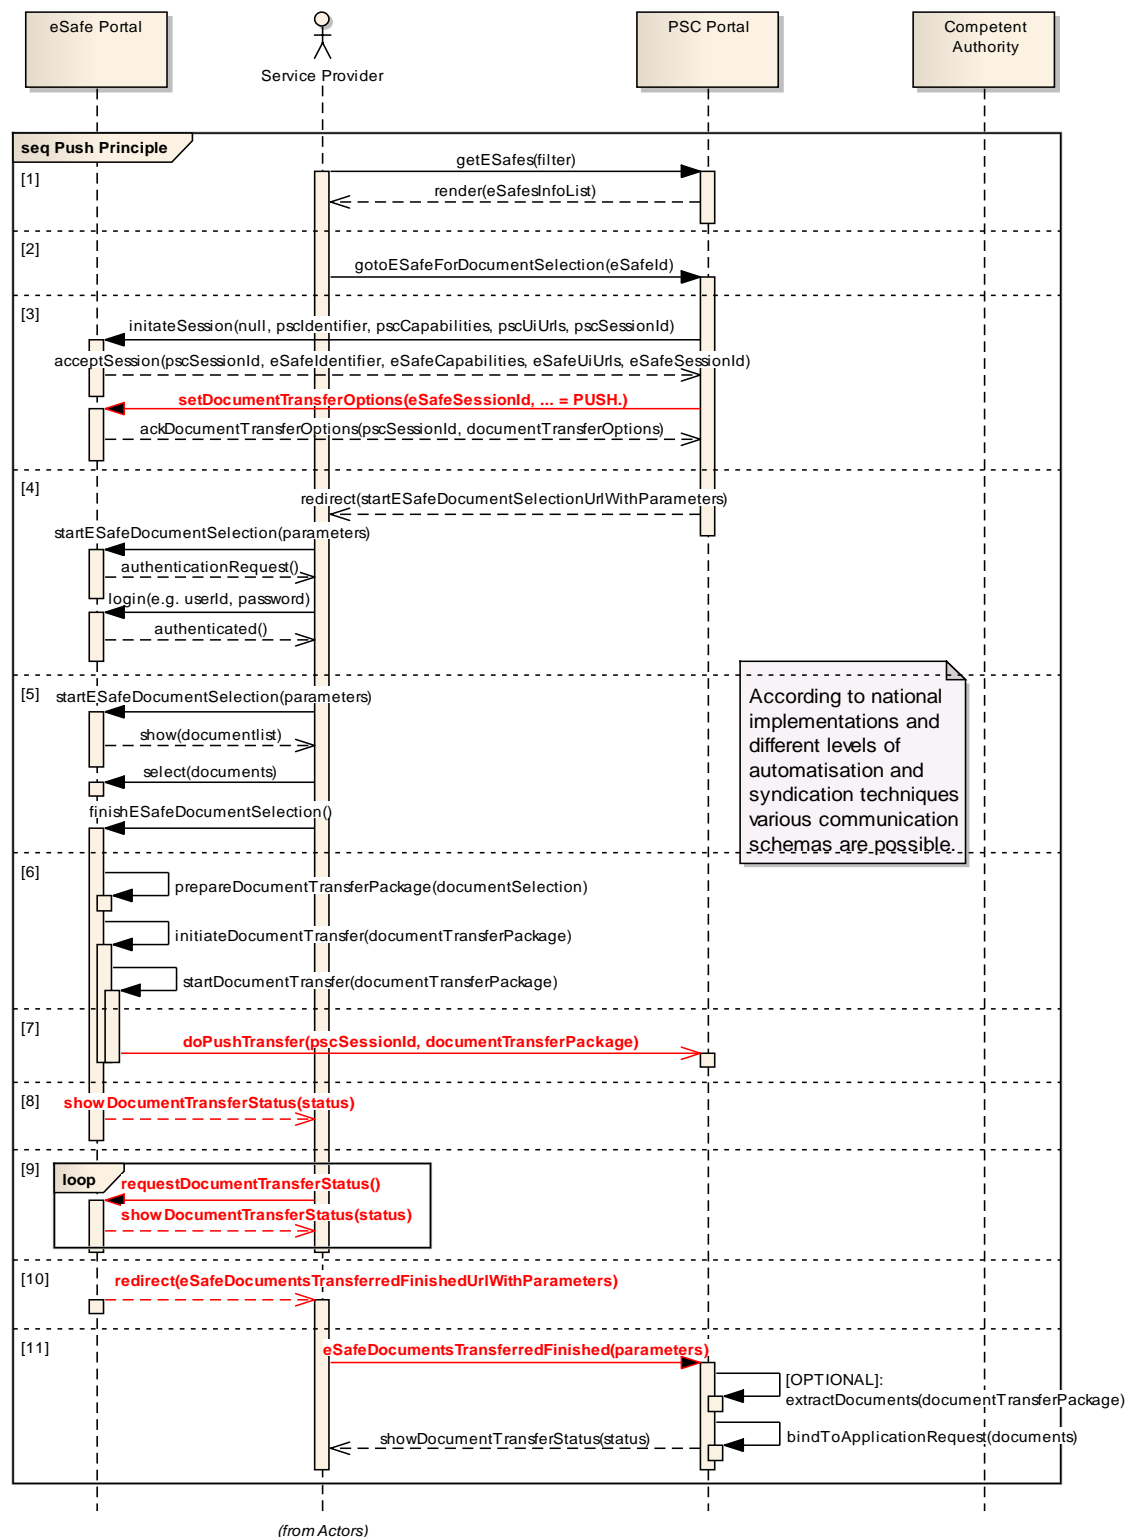 eSafe Portal
Service Provider
PSC Portal
Competent
Authority
seq Push Principle
[1]
getESafes(filter)
render(eSafesInfoList)
[2]
gotoESafeForDocumentSelection(eSafeId)
[3]
initateSession(null, pscIdentifier, pscCapabilities, pscUiUrls, pscSessionId)
acceptSession(pscSessionId, eSafeIdentifier, eSafeCapabilities, eSafeUiUrls, eSafeSessionId)
setDocumentTransferOptions(eSafeSessionId, ... = PUSH.)
ackDocumentTransferOptions(pscSessionId, documentTransferOptions)
[4]
redirect(startESafeDocumentSelectionUrlWithParameters)
startESafeDocumentSelection(parameters)
authenticationRequest()
login(e.g. userId, password)
authenticated()
[5]
startESafeDocumentSelection(parameters)
show(documentlist)
select(documents)
finishESafeDocumentSelection()
According to national
implementations and
different levels of
automatisation and
syndication techniques
various communication
schemas are possible.
[6]
prepareDocumentTransferPackage(documentSelection)
initiateDocumentTransfer(documentTransferPackage)
startDocumentTransfer(documentTransferPackage)
[7]
doPushTransfer(pscSessionId, documentTransferPackage)
[8]
showDocumentTransferStatus(status)
[9]
loop
requestDocumentTransferStatus()
showDocumentTransferStatus(status)
[10]
redirect(eSafeDocumentsTransferredFinishedUrlWithParameters)
[11]
eSafeDocumentsTransferredFinished(parameters)
[OPTIONAL]:
extractDocuments(documentTransferPackage)
bindToApplicationRequest(documents)
showDocumentTransferStatus(status)
(from Actors)